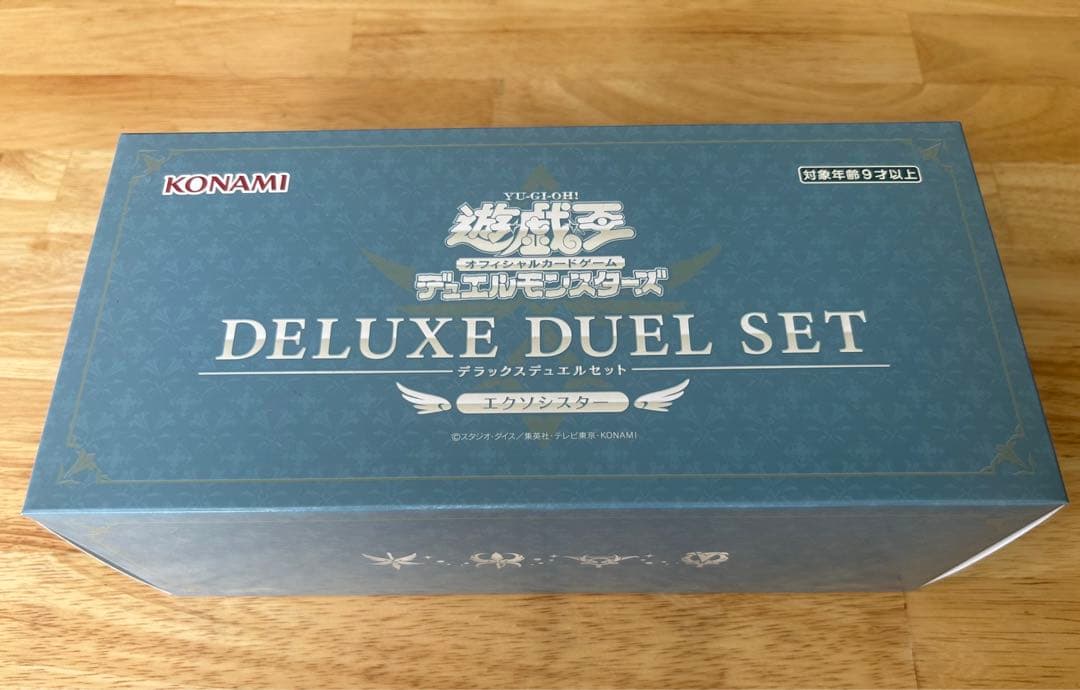 KONAMI
対象年齢9才以上
YU-GI-OH!
遊戯王
オフィシャルカードゲーム
デュエルモンスターズ
DELUXE DUEL SET
デラックスデュエルセット
エクソシスター
©スタジオ・ダイス／集英社・テレビ東京・KONAMI